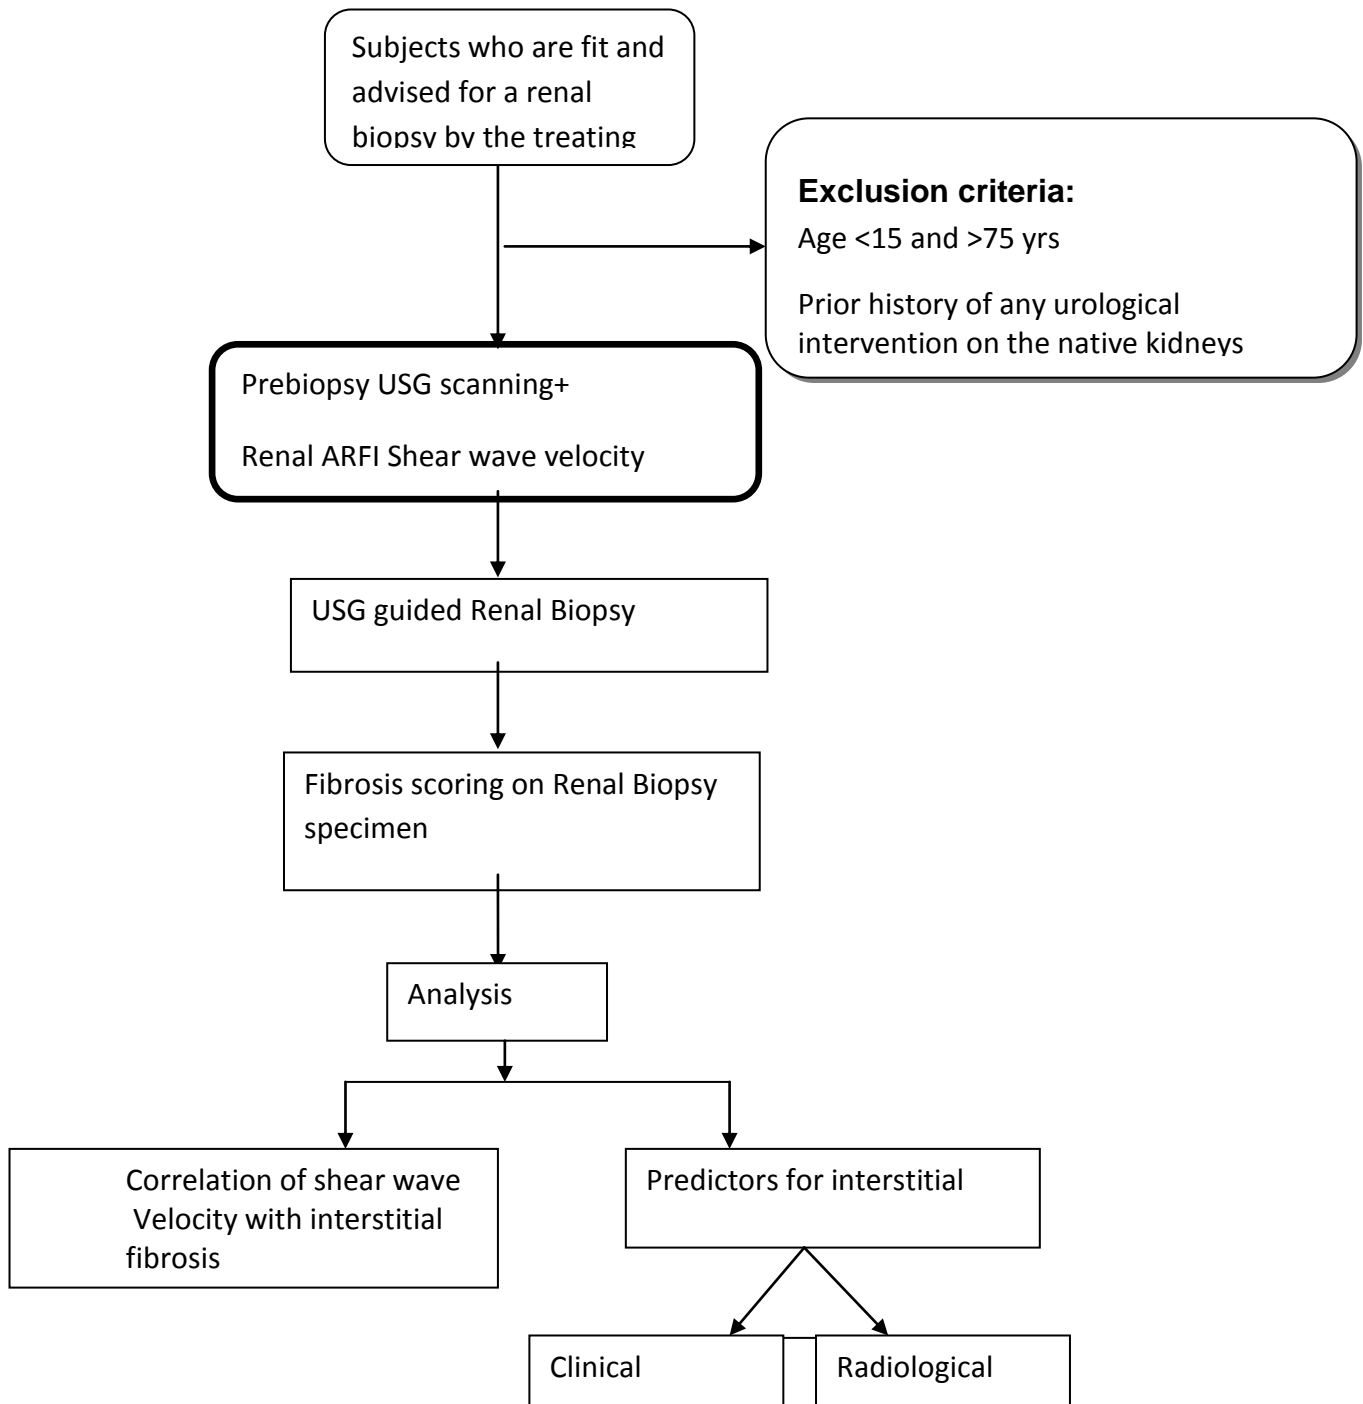 Subjects who are fit and
advised for a renal
biopsy by the treating
Exclusion criteria:
Age <15 and >75 yrs
Prior history of any urological
intervention on the native kidneys
Prebiopsy USG scanning+
Renal ARFI Shear wave velocity
USG guided Renal Biopsy
Fibrosis scoring on Renal Biopsy
specimen
Analysis
Correlation of shear wave
Velocity with interstitial
fibrosis
Predictors for interstitial
Clinical
Radiological